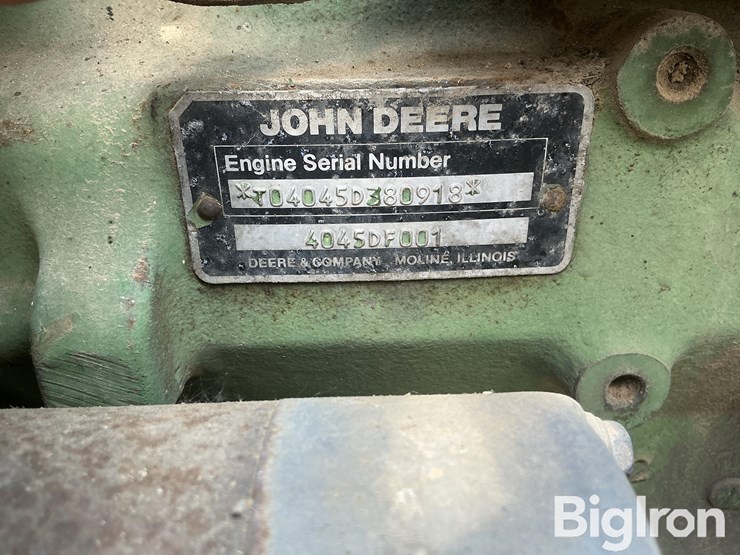 JOHN DEERE
Engine Serial Number
*T04045D380918*
4045DF001
DEERE & COMPANY MOLINE, ILLINOIS
BigIron